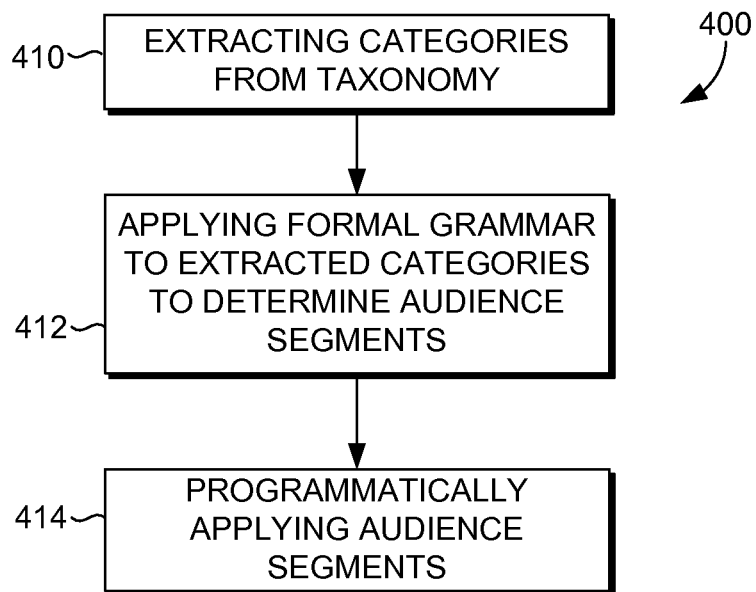 400
410
EXTRACTING CATEGORIES
FROM TAXONOMY
412
APPLYING FORMAL GRAMMAR
TO EXTRACTED CATEGORIES
TO DETERMINE AUDIENCE
SEGMENTS
414
PROGRAMMATICALLY
APPLYING AUDIENCE
SEGMENTS